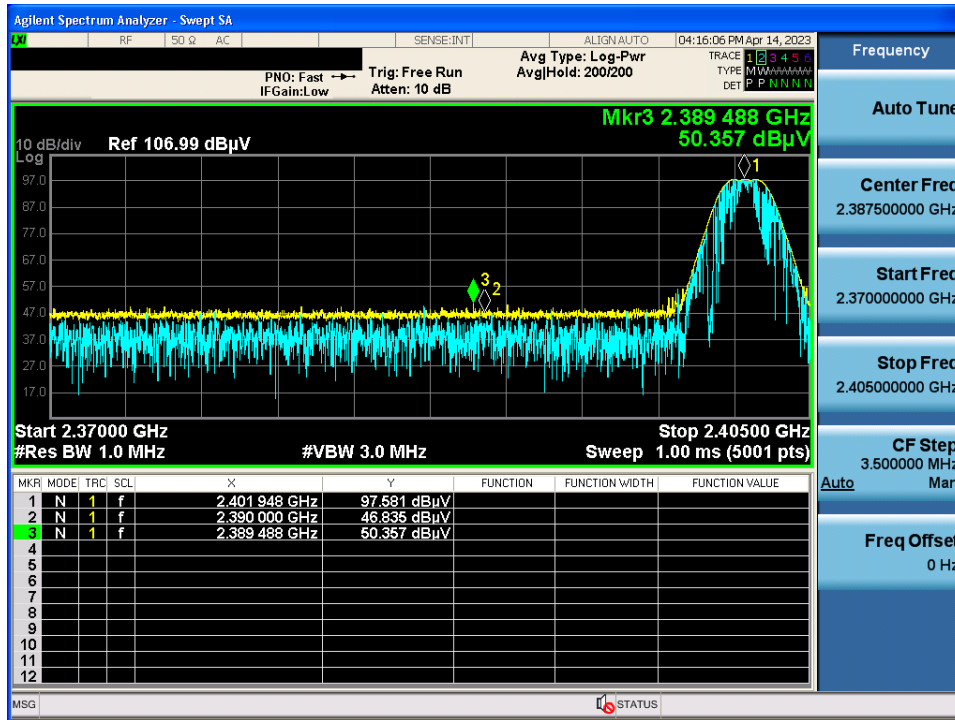 Agilent Spectrum Analyzer - Swept SA
LXI RF 50 Ω AC SENSE:INT ALIGN AUTO 04:16:06 PM Apr 14, 2023
PNO: Fast Trig: Free Run Avg Type: Log-Pwr TRACE 1 2 3 4 5 6
IFGain:Low Atten: 10 dB Avg|Hold: 200/200 TYPE M W W W W W
DET P P N N N N
Mkr3 2.389 488 GHz
50.357 dBµV
10 dB/div Ref 106.99 dBµV
Log
97.0
87.0
77.0
67.0
57.0
47.0
37.0
27.0
17.0
1
3
2
Start 2.37000 GHz Stop 2.40500 GHz
#Res BW 1.0 MHz #VBW 3.0 MHz Sweep 1.00 ms (5001 pts)
MKR MODE TRC SCL X Y FUNCTION FUNCTION WIDTH FUNCTION VALUE
1 N 1 f 2.401 948 GHz 97.581 dBµV
2 N 1 f 2.390 000 GHz 46.835 dBµV
3 N 1 f 2.389 488 GHz 50.357 dBµV
4
5
6
7
8
9
10
11
12
MSG STATUS
Frequency
Auto Tune
Center Freq
2.387500000 GHz
Start Freq
2.370000000 GHz
Stop Freq
2.405000000 GHz
CF Step
3.500000 MHz
Auto Man
Freq Offset
0 Hz